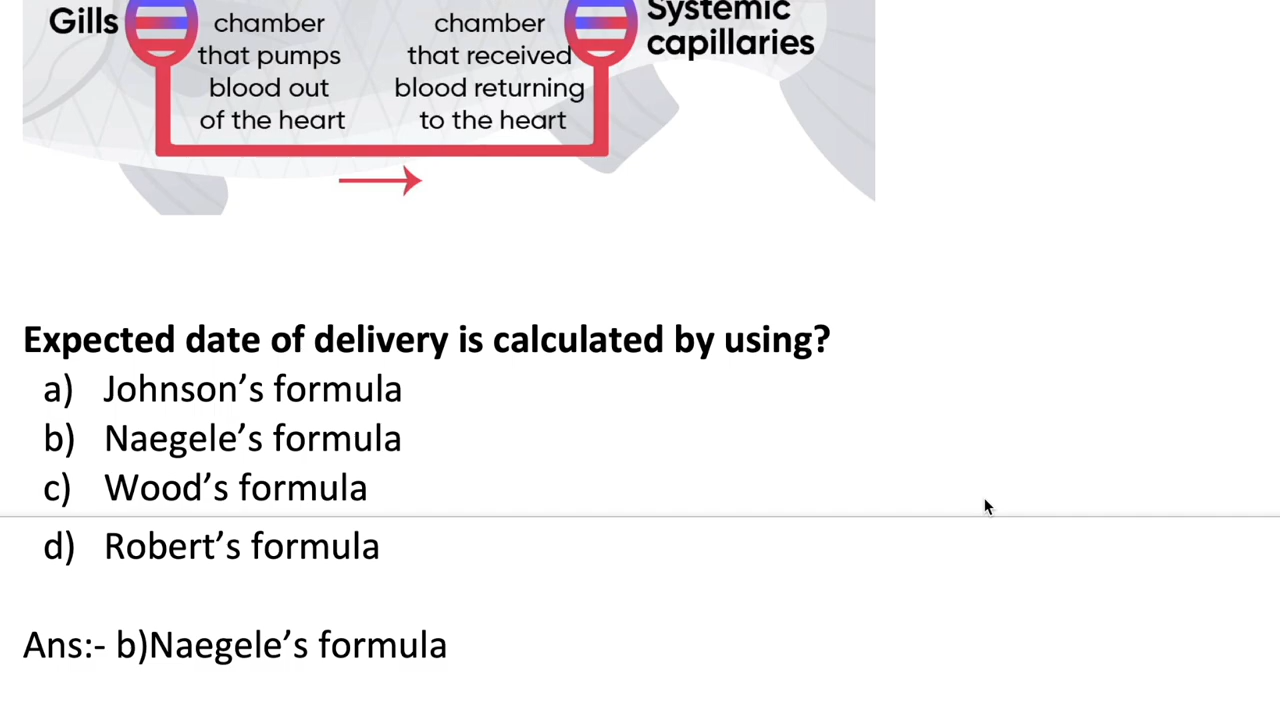 Systemic
Gills
capillaries
chamber
that pumps
blood out
of the heart
chamber
that received
blood returning
to the heart
Expected date of delivery is calculated by using?
a) Johnson’s formula
b) Naegele’s formula
c) Wood’s formula
d) Robert’s formula
Ans:- b)Naegele’s formula